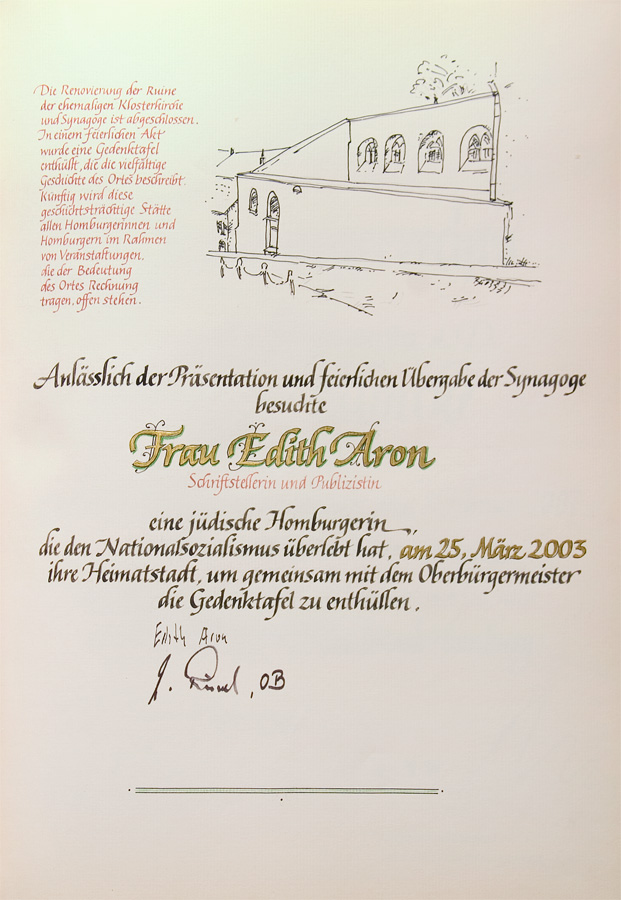 Die Renovierung der Ruine
der ehemaligen Klosterkirche
und Synagoge ist abgeschlossen.
In einem feierlichen Akt
wurde eine Gedenktafel
enthüllt, die die vielfältige
Geschichte des Ortes beschreibt.
Künftig wird diese
geschichtsträchtige Stätte
allen Homburgerinnen und
Homburgern im Rahmen
von Veranstaltungen,
die der Bedeutung
des Ortes Rechnung
tragen, offen stehen.
Anlässlich der Präsentation und feierlichen Übergabe der Synagoge
besuchte
Frau Edith Aron
Schriftstellerin und Publizistin
eine jüdische Homburgerin,
die den Nationalsozialismus überlebt hat, am 25. März 2003
ihre Heimatstadt, um gemeinsam mit dem Oberbürgermeister
die Gedenktafel zu enthüllen.
Edith Aron
, OB